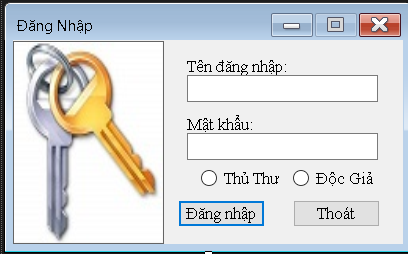 Đăng Nhập
Tên đăng nhập:
Mật khẩu:
Thủ Thư Độc Giả
Đăng nhập Thoát